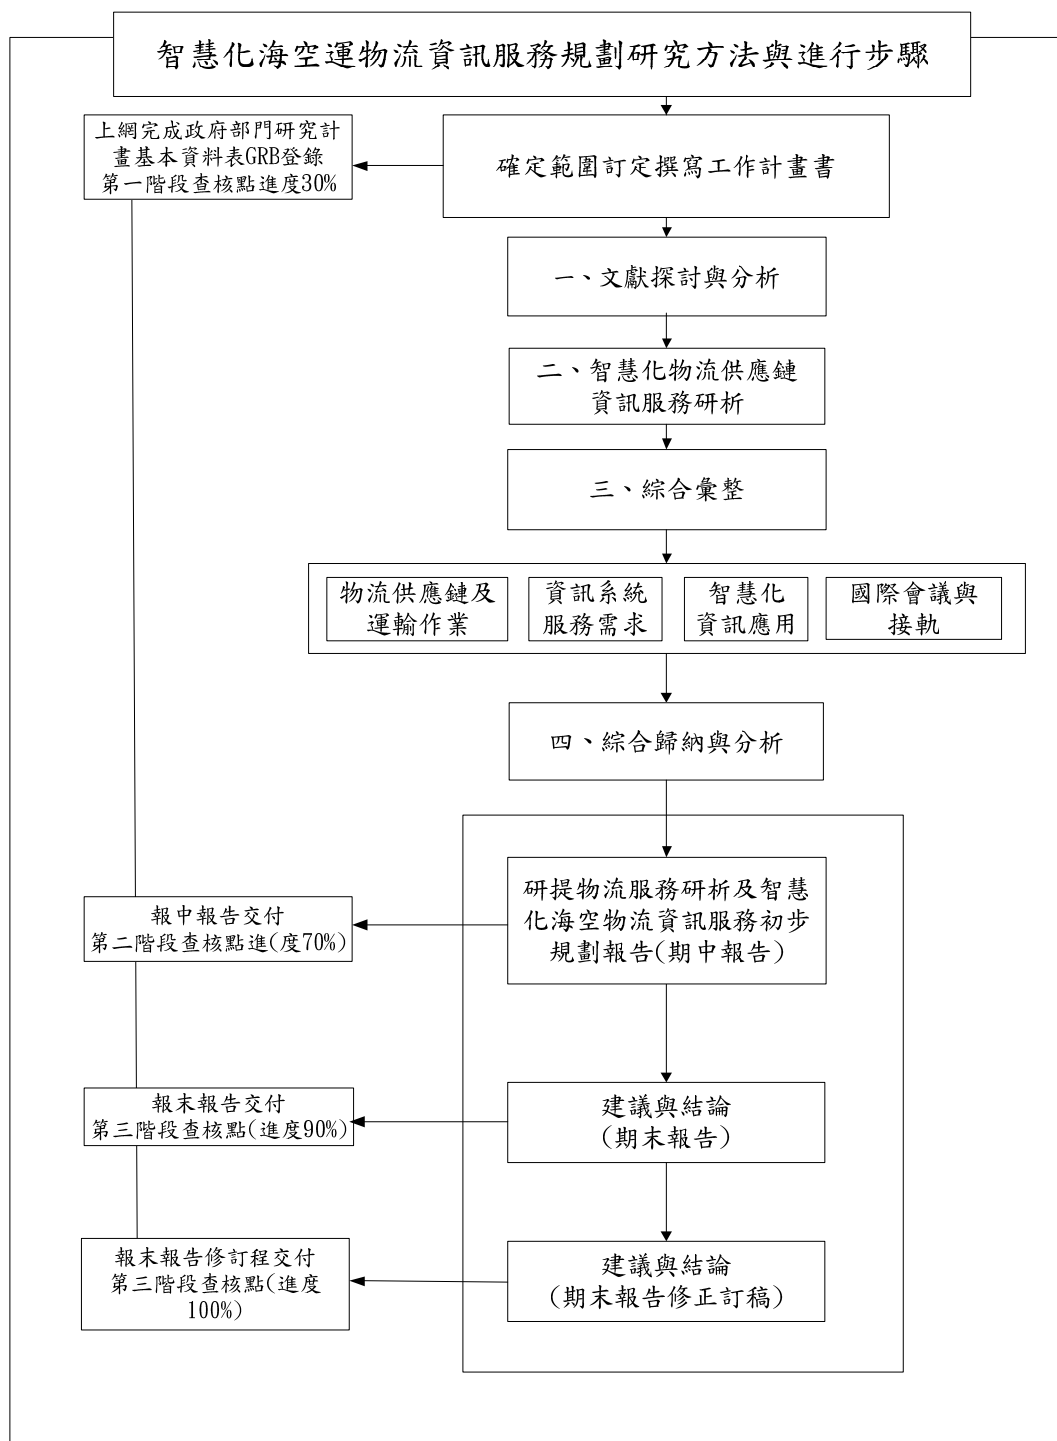 智慧化海空運物流資訊服務規劃研究方法與進行步驟
上網完成政府部門研究計
畫基本資料表GRB登錄
第一階段查核點進度30%
確定範圍訂定撰寫工作計畫書
一、文獻探討與分析
二、智慧化物流供應鏈
資訊服務研析
三、綜合彙整
物流供應鏈及
運輸作業
資訊系統
服務需求
智慧化
資訊應用
國際會議與
接軌
四、綜合歸納與分析
研提物流服務研析及智慧
化海空物流資訊服務初步
規劃報告(期中報告)
報中報告交付
第二階段查核點進(度70%)
建議與結論
(期末報告)
報末報告交付
第三階段查核點(進度90%)
建議與結論
(期末報告修正訂稿)
報末報告修訂程交付
第三階段查核點(進度
100%)